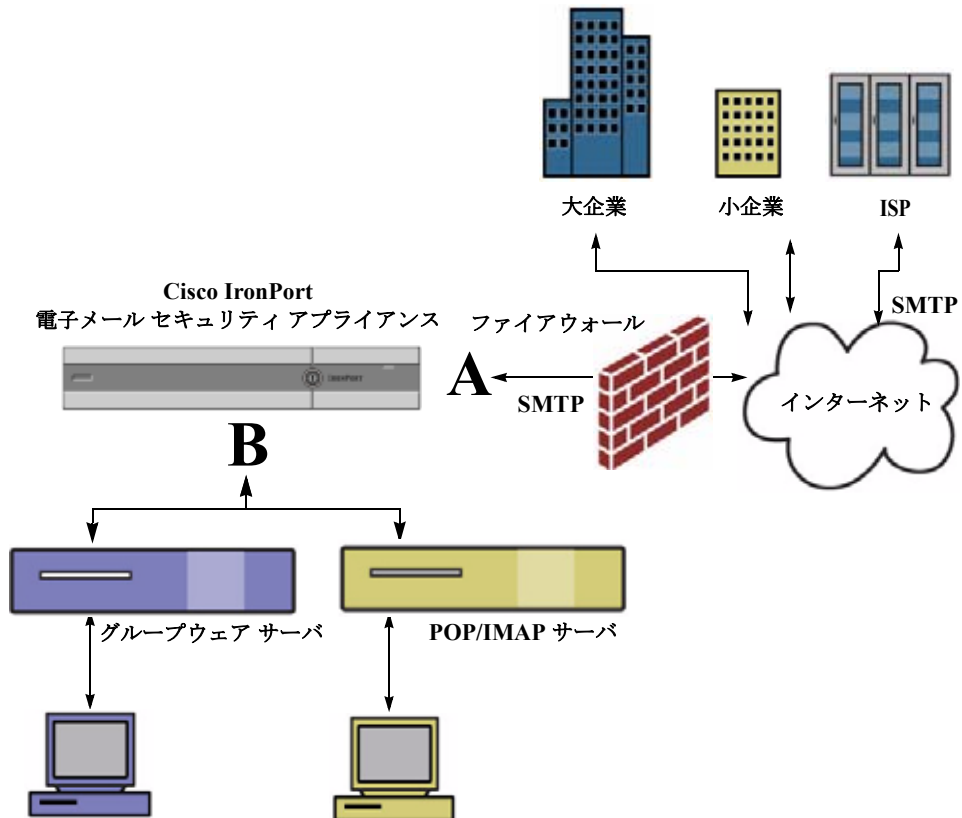 大企業
小企業
ISP
Cisco IronPort
電子メール セキュリティ アプライアンス
ファイアウォール
SMTP
A
SMTP
インターネット
IRONPORT
B
グループウェア サーバ
POP/IMAP サーバ